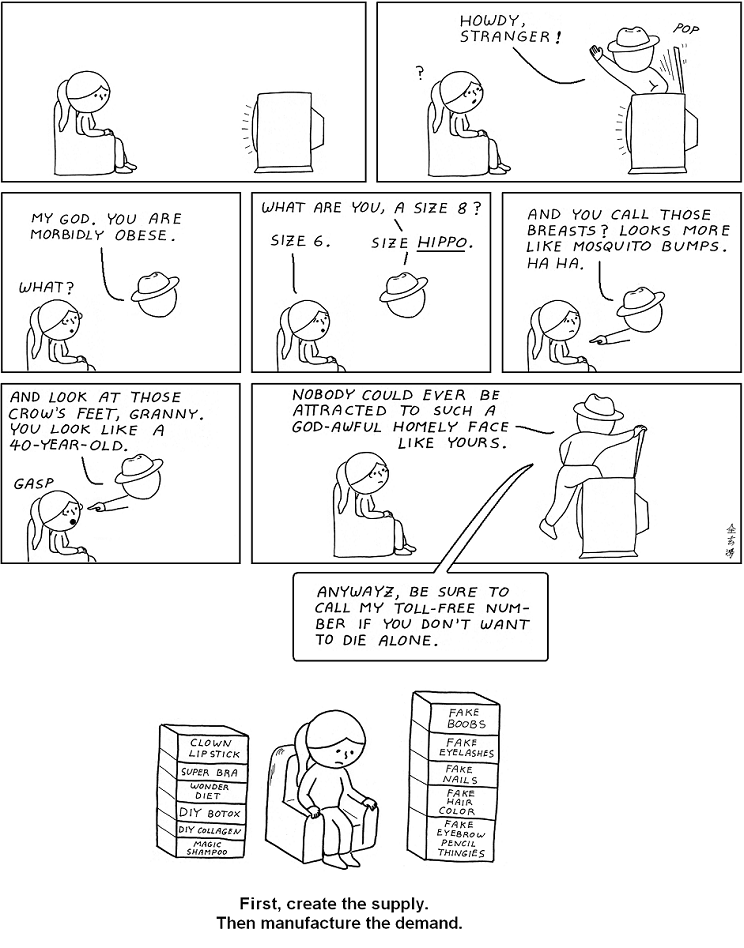 HOWDY,
STRANGER!
POP
?
MY GOD. YOU ARE
MORBIDLY OBESE.
WHAT?
WHAT ARE YOU, A SIZE 8?
SIZE 6.
SIZE HIPPO.
AND YOU CALL THOSE
BREASTS? LOOKS MORE
LIKE MOSQUITO BUMPS.
HA HA.
AND LOOK AT THOSE
CROW'S FEET, GRANNY.
YOU LOOK LIKE A
40-YEAR-OLD.
GASP
NOBODY COULD EVER BE
ATTRACTED TO SUCH A
GOD-AWFUL HOMELY FACE
LIKE YOURS.
ANYWAYZ, BE SURE TO
CALL MY TOLL-FREE NUM-
BER IF YOU DON'T WANT
TO DIE ALONE.
CLOWN
LIPSTICK
SUPER BRA
WONDER
DIET
DIY BOTOX
DIY COLLAGEN
MAGIC
SHAMPOO
FAKE
BOOBS
FAKE
EYELASHES
FAKE
NAILS
FAKE
HAIR
COLOR
FAKE
EYEBROW
PENCIL
THINGIES
First, create the supply.
Then manufacture the demand.